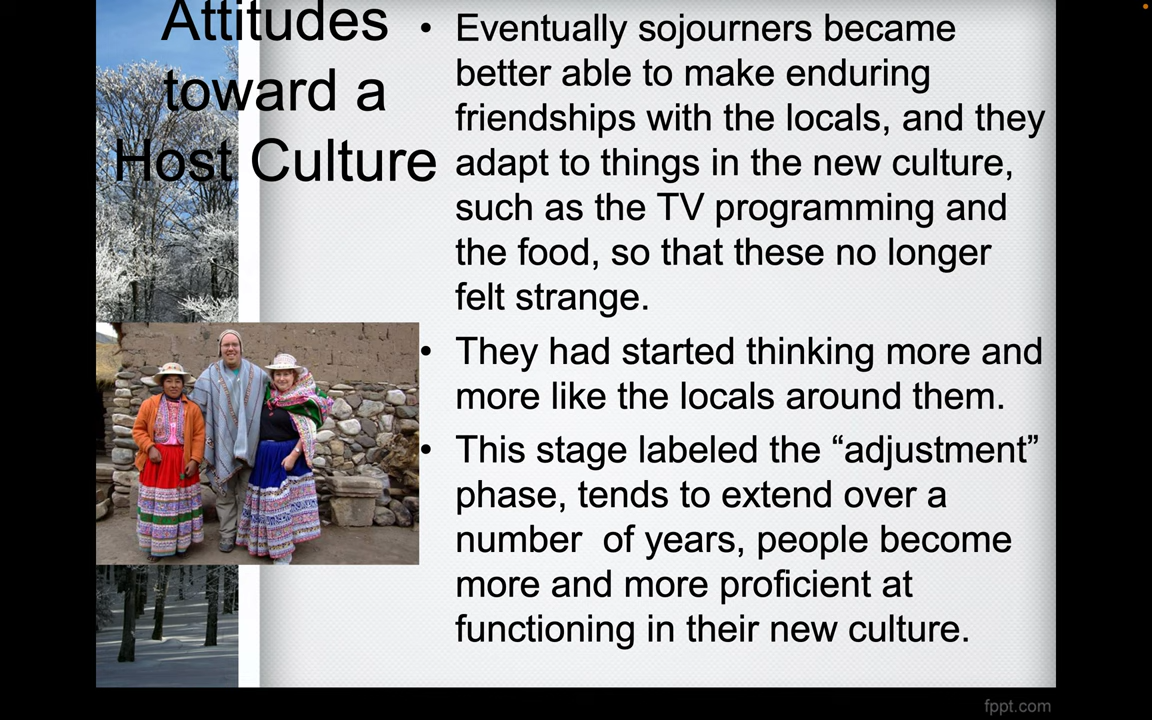 Attitudes
toward a
Host Culture
• Eventually sojourners became
better able to make enduring
friendships with the locals, and they
adapt to things in the new culture,
such as the TV programming and
the food, so that these no longer
felt strange.
• They had started thinking more and
more like the locals around them.
• This stage labeled the “adjustment”
phase, tends to extend over a
number  of years, people become
more and more proficient at
functioning in their new culture.
fppt.com